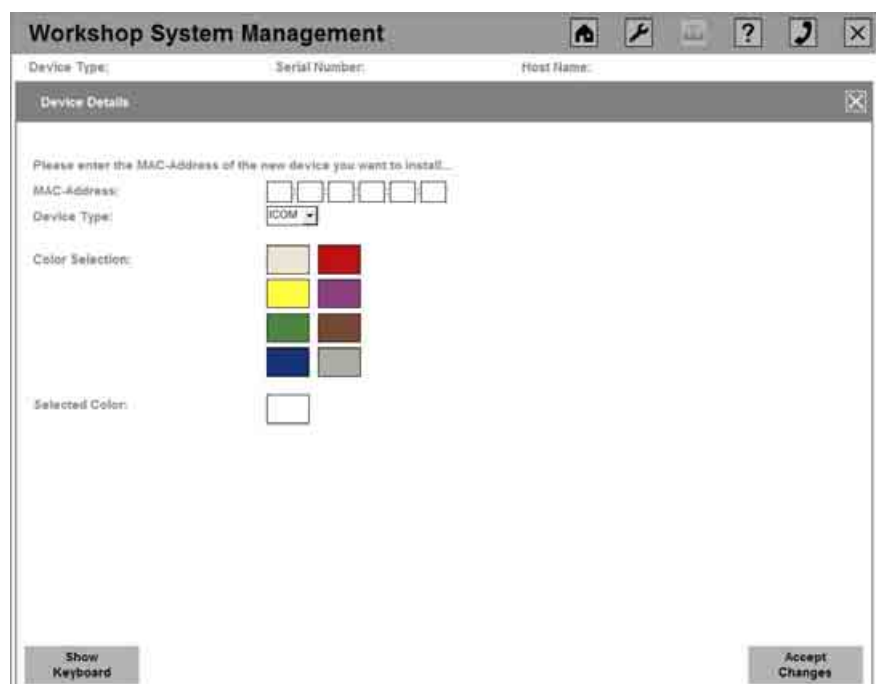 Workshop System Management
?
Device Type: Serial Number: Host Name:
Device Details
Please enter the MAC-Address of the new device you want to install...
MAC-Address:
Device Type: ICOM
Color Selection:
Selected Color:
Show Keyboard
Accept Changes